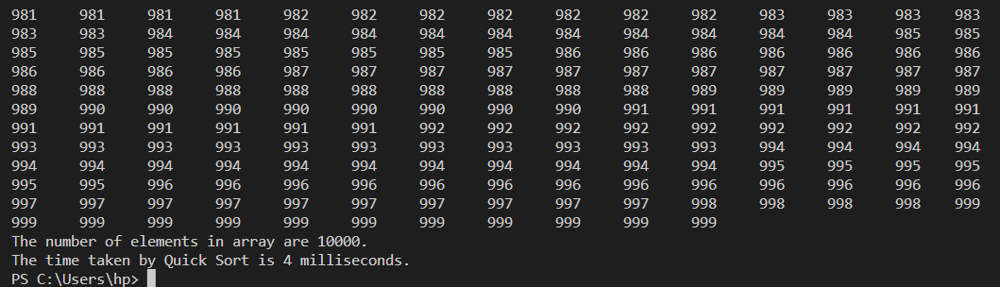 981 981 981 981 982 982 982 982 982 982 982 983 983 983 983
983 983 984 984 984 984 984 984 984 984 984 984 984 985 985
985 985 985 985 985 985 985 985 986 986 986 986 986 986 986
986 986 986 986 987 987 987 987 987 987 987 987 987 987 987
988 988 988 988 988 988 988 988 988 988 989 989 989 989 989
989 990 990 990 990 990 990 990 990 991 991 991 991 991 991
991 991 991 991 991 991 992 992 992 992 992 992 992 992 992
993 993 993 993 993 993 993 993 993 993 993 994 994 994 994
994 994 994 994 994 994 994 994 994 994 994 995 995 995 995
995 995 996 996 996 996 996 996 996 996 996 996 996 996 996
997 997 997 997 997 997 997 997 997 997 998 998 998 998 999
999 999 999 999 999 999 999 999 999 999 999
The number of elements in array are 10000.
The time taken by Quick Sort is 4 milliseconds.
PS C:\Users\hp>